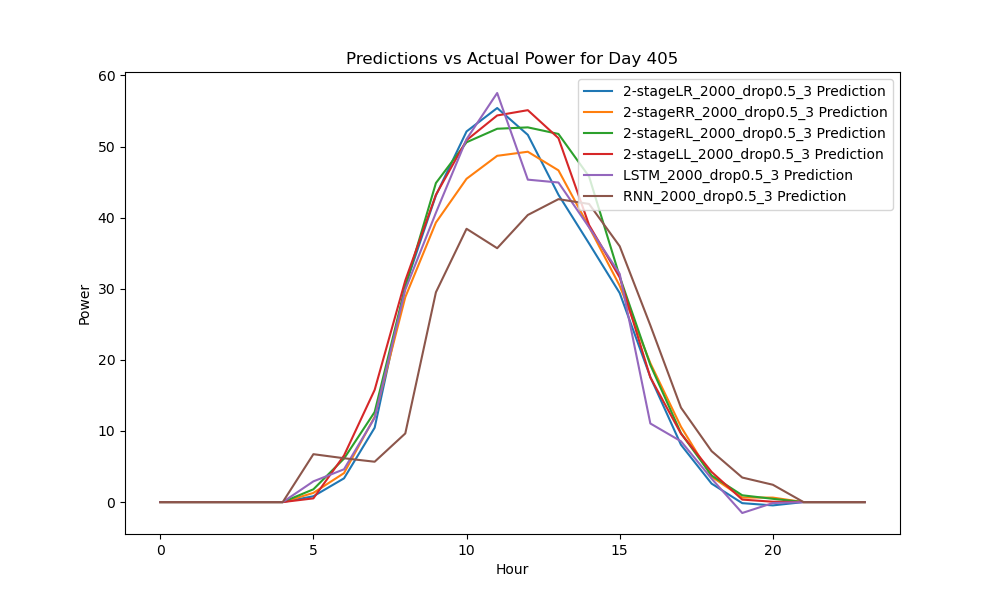 Predictions vs Actual Power for Day 405
60
50
40
30
20
10
0
Power
2-stageLR_2000_drop0.5_3 Prediction
2-stageRR_2000_drop0.5_3 Prediction
2-stageRL_2000_drop0.5_3 Prediction
2-stageLL_2000_drop0.5_3 Prediction
LSTM_2000_drop0.5_3 Prediction
RNN_2000_drop0.5_3 Prediction
0 5 10 15 20
Hour